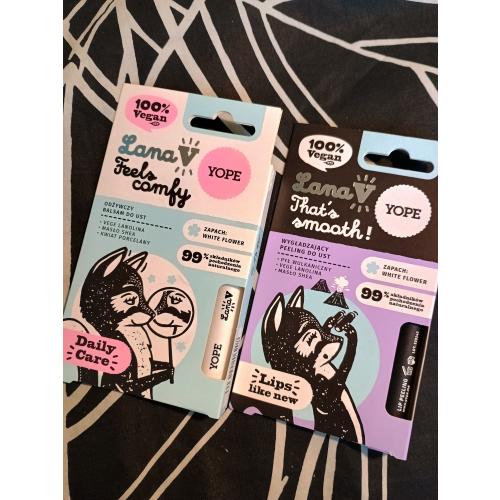 100%
Vegan
Lana V
Feels
comfy
YOPE
ODŻYWCZY
BALSAM DO UST
• VEGE LANOLINA
• MASŁO SHEA
• KWIAT PORCELANY
ZAPACH:
WHITE FLOWER
99% składników
pochodzenia
naturalnego
Daily
Care
YOPE
Lana V
100%
Vegan
Lana V
That's
smooth!
YOPE
WYGŁADZAJĄCY
PEELING DO UST
• PYŁ WULKANICZNY
• VEGE LANOLINA
• MASŁO SHEA
ZAPACH:
WHITE FLOWER
99% składników
pochodzenia
naturalnego
Lips
like new
LIP PEELING